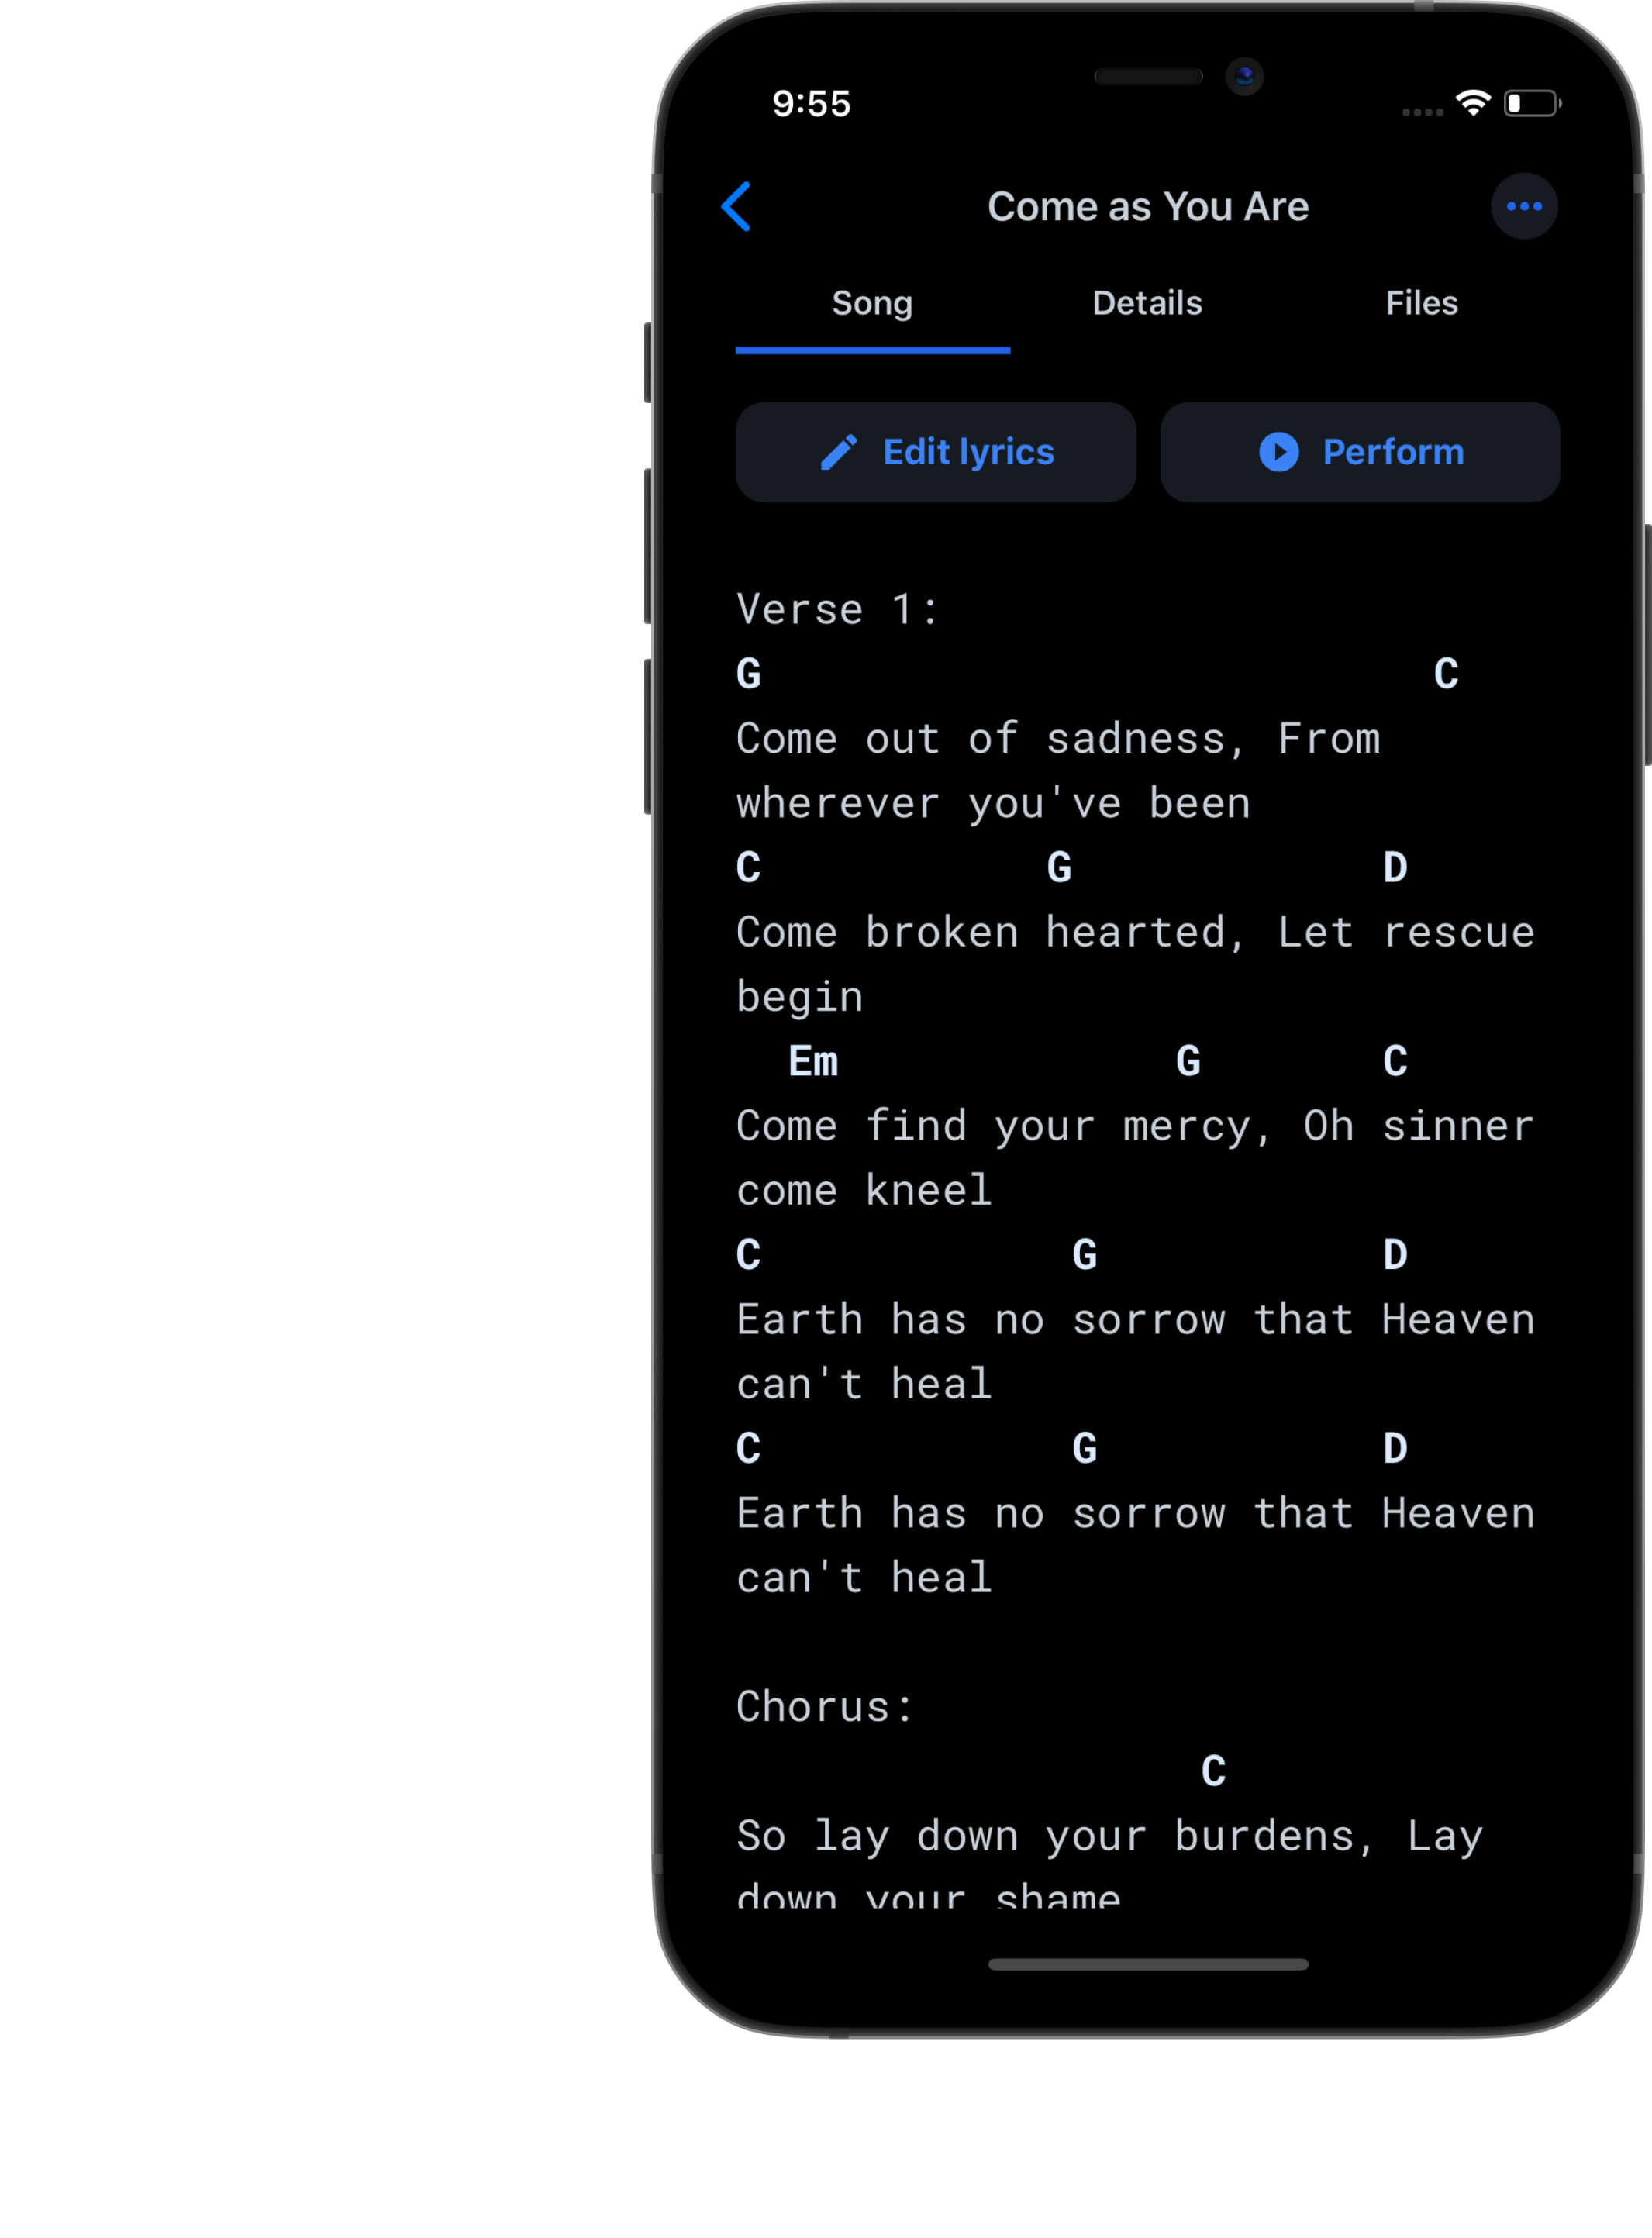 9:55
Come as You Are
Song Details Files
Edit lyrics Perform
Verse 1:
G C
Come out of sadness, From
wherever you've been
C G D
Come broken hearted, Let rescue
begin
Em G C
Come find your mercy, Oh sinner
come kneel
C G D
Earth has no sorrow that Heaven
can't heal
C G D
Earth has no sorrow that Heaven
can't heal
Chorus:
C
So lay down your burdens, Lay
down your shame